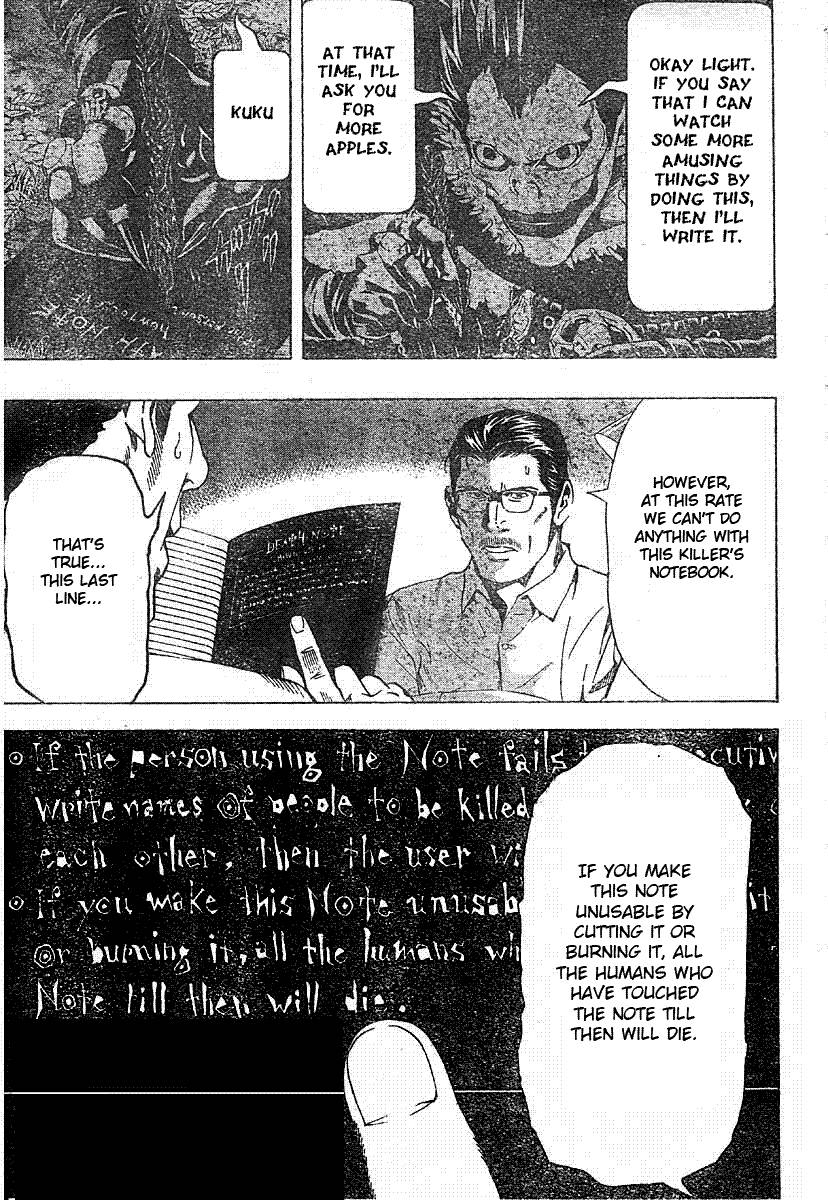 OKAY LIGHT.
IF YOU SAY
THAT I CAN
WATCH
SOME MORE
AMUSING
THINGS BY
DOING THIS,
THEN I'LL
WRITE IT.
AT THAT
TIME, I'LL
ASK YOU
FOR
MORE
APPLES.
KUKU
HOWEVER,
AT THIS RATE
WE CAN'T DO
ANYTHING WITH
THIS KILLER'S
NOTEBOOK.
THAT'S
TRUE...
THIS LAST
LINE...
If the person using the Note fails
write names of people to be killed
each other, then the user
If you make this Note it
or burning it, all the humans
Note till then will die.
IF YOU MAKE
THIS NOTE
UNUSABLE BY
CUTTING IT OR
BURNING IT, ALL
THE HUMANS WHO
HAVE TOUCHED
THE NOTE TILL
THEN WILL DIE.